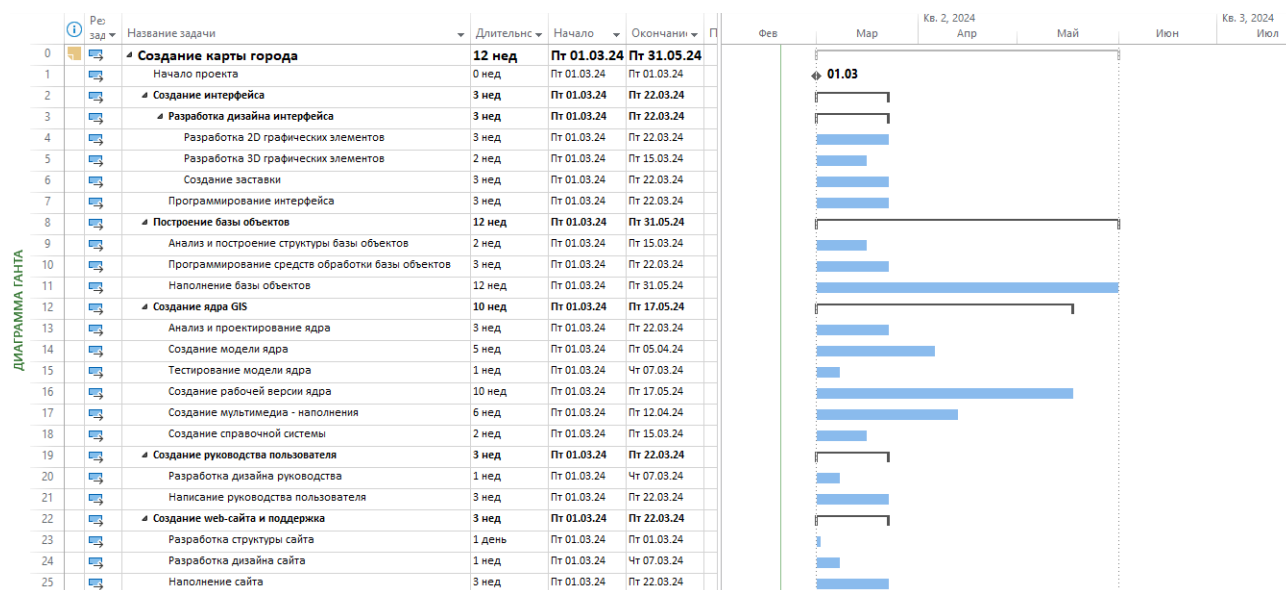 Кв. 2, 2024 Кв. 3, 2024
Реж
зад Название задачи Длительнс Начало Окончани П Фев Мар Апр Май Июн Июл
ДИАГРАММА ГАНТА
0 Создание карты города 12 нед Пт 01.03.24 Пт 31.05.24
1 Начало проекта 0 нед Пт 01.03.24 Пт 01.03.24 01.03
2 Создание интерфейса 3 нед Пт 01.03.24 Пт 22.03.24
3 Разработка дизайна интерфейса 3 нед Пт 01.03.24 Пт 22.03.24
4 Разработка 2D графических элементов 3 нед Пт 01.03.24 Пт 22.03.24
5 Разработка 3D графических элементов 2 нед Пт 01.03.24 Пт 15.03.24
6 Создание заставки 3 нед Пт 01.03.24 Пт 22.03.24
7 Программирование интерфейса 3 нед Пт 01.03.24 Пт 22.03.24
8 Построение базы объектов 12 нед Пт 01.03.24 Пт 31.05.24
9 Анализ и построение структуры базы объектов 2 нед Пт 01.03.24 Пт 15.03.24
10 Программирование средств обработки базы объектов 3 нед Пт 01.03.24 Пт 22.03.24
11 Наполнение базы объектов 12 нед Пт 01.03.24 Пт 31.05.24
12 Создание ядра GIS 10 нед Пт 01.03.24 Пт 17.05.24
13 Анализ и проектирование ядра 3 нед Пт 01.03.24 Пт 22.03.24
14 Создание модели ядра 5 нед Пт 01.03.24 Пт 05.04.24
15 Тестирование модели ядра 1 нед Пт 01.03.24 Чт 07.03.24
16 Создание рабочей версии ядра 10 нед Пт 01.03.24 Пт 17.05.24
17 Создание мультимедиа - наполнения 6 нед Пт 01.03.24 Пт 12.04.24
18 Создание справочной системы 2 нед Пт 01.03.24 Пт 15.03.24
19 Создание руководства пользователя 3 нед Пт 01.03.24 Пт 22.03.24
20 Разработка дизайна руководства 1 нед Пт 01.03.24 Чт 07.03.24
21 Написание руководства пользователя 3 нед Пт 01.03.24 Пт 22.03.24
22 Создание web-сайта и поддержка 3 нед Пт 01.03.24 Пт 22.03.24
23 Разработка структуры сайта 1 день Пт 01.03.24 Пт 01.03.24
24 Разработка дизайна сайта 1 нед Пт 01.03.24 Чт 07.03.24
25 Наполнение сайта 3 нед Пт 01.03.24 Пт 22.03.24